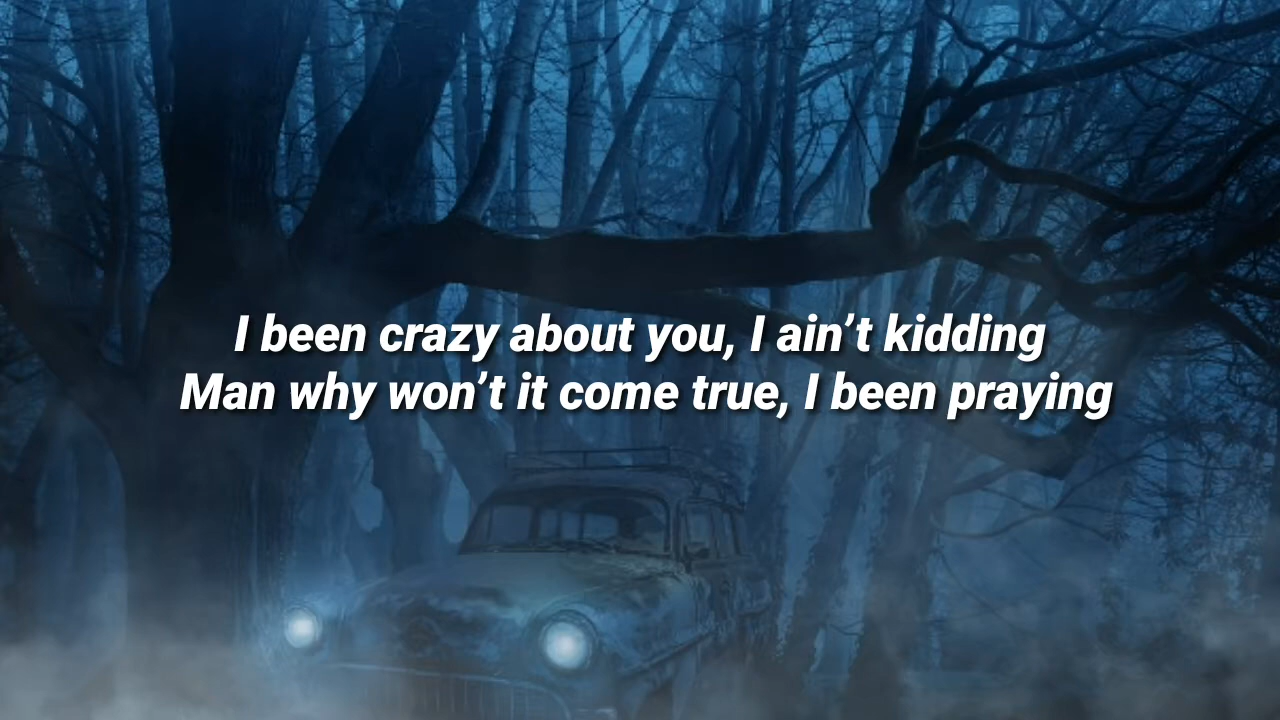 I been crazy about you, I ain’t kidding
Man why won’t it come true, I been praying